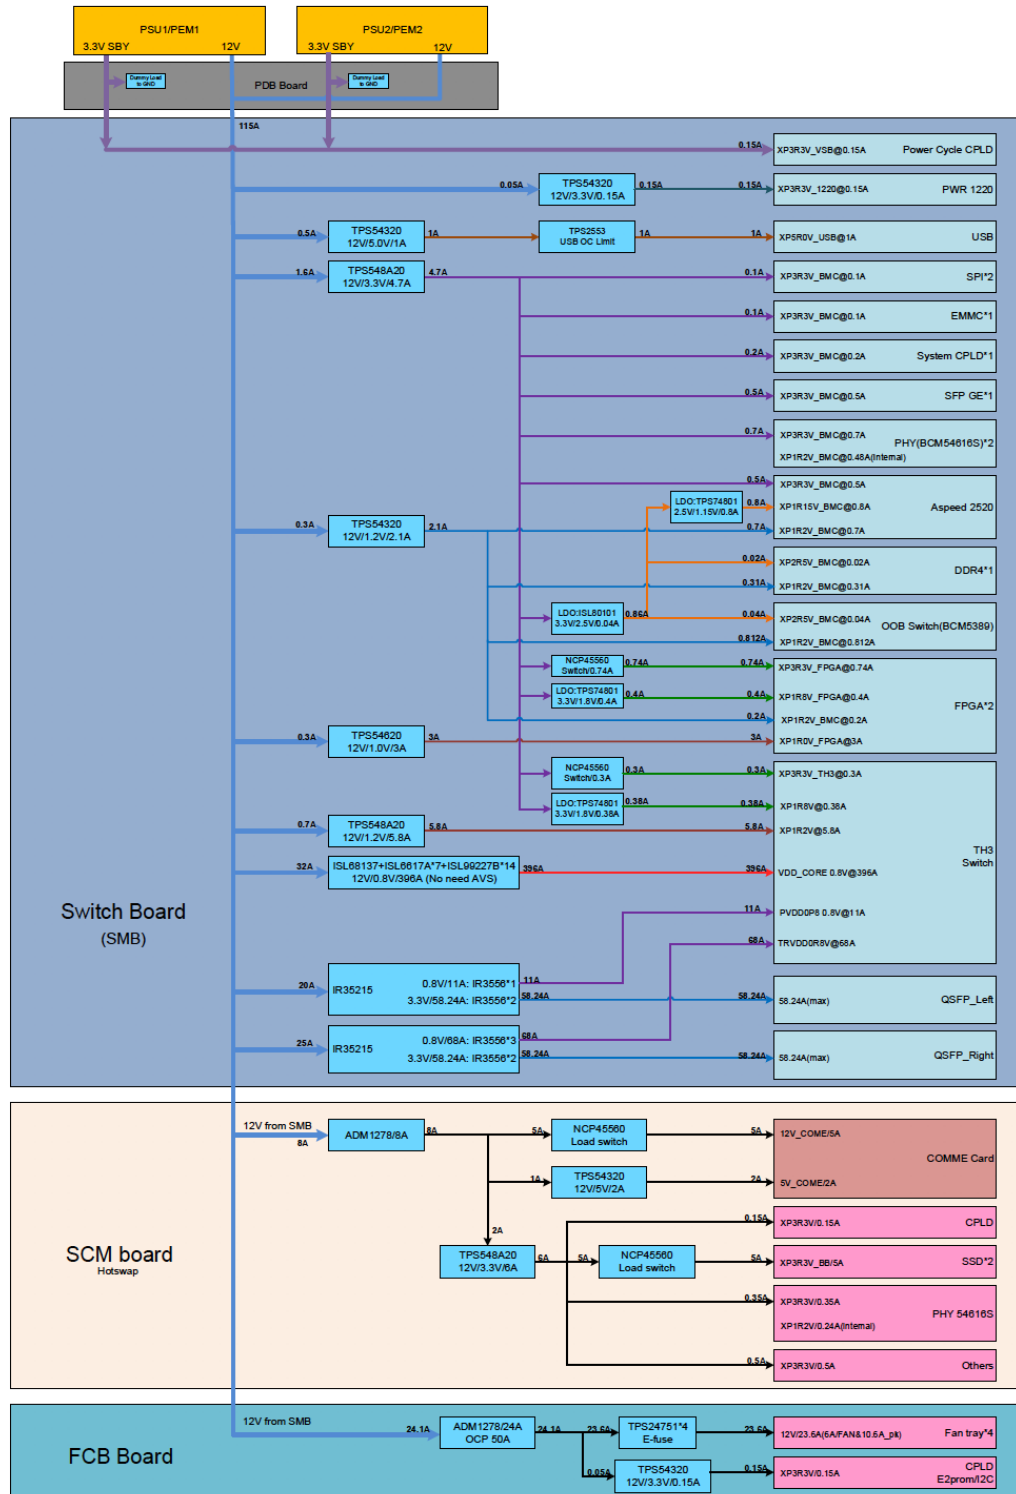 PSU1/PEM1
3.3V SBY
12V
PSU2/PEM2
3.3V SBY
12V
Dummy Load
to GND
Dummy Load
to GND
PDB Board
115A
0.15A
XP3R3V_VSB@0.15A
Power Cycle CPLD
0.05A
TPS54320
12V/3.3V/0.15A
0.15A
0.15A
XP3R3V_1220@0.15A
PWR 1220
0.5A
TPS54320
12V/5.0V/1A
1A
TPS2553
USB OC Limit
1A
1A
XP5R0V_USB@1A
USB
1.6A
TPS548A20
12V/3.3V/4.7A
4.7A
0.1A
XP3R3V_BMC@0.1A
SPI*2
0.1A
XP3R3V_BMC@0.1A
EMMC*1
0.2A
XP3R3V_BMC@0.2A
System CPLD*1
0.5A
XP3R3V_BMC@0.5A
SFP GE*1
0.7A
XP3R3V_BMC@0.7A
PHY(BCM54616S)*2
XP1R2V_BMC@0.48A(Internal)
0.5A
XP3R3V_BMC@0.5A
LDO:TPS74801
2.5V/1.15V/0.8A
0.8A
XP1R15V_BMC@0.8A
Aspeed 2520
0.3A
TPS54320
12V/1.2V/2.1A
2.1A
0.7A
XP1R2V_BMC@0.7A
0.02A
XP2R5V_BMC@0.02A
DDR4*1
0.31A
XP1R2V_BMC@0.31A
LDO:ISL80101
3.3V/2.5V/0.04A
0.86A
0.04A
XP2R5V_BMC@0.04A
OOB Switch(BCM5389)
0.812A
XP1R2V_BMC@0.812A
NCP45560
Switch/0.74A
0.74A
0.74A
XP3R3V_FPGA@0.74A
LDO:TPS74801
3.3V/1.8V/0.4A
0.4A
0.4A
XP1R8V_FPGA@0.4A
FPGA*2
0.2A
XP1R2V_BMC@0.2A
0.3A
TPS54620
12V/1.0V/3A
3A
3A
XP1R0V_FPGA@3A
NCP45560
Switch/0.3A
0.3A
0.3A
XP3R3V_TH3@0.3A
LDO:TPS74801
3.3V/1.8V/0.38A
0.38A
0.38A
XP1R8V@0.38A
0.7A
TPS548A20
12V/1.2V/5.8A
5.8A
5.8A
XP1R2V@5.8A
TH3
Switch
32A
ISL68137+ISL6617A*7+ISL99227B*14
12V/0.8V/396A (No need AVS)
396A
396A
VDD_CORE 0.8V@396A
11A
PVDD0P8 0.8V@11A
68A
TRVDD0R8V@68A
Switch Board
(SMB)
20A
IR35215
0.8V/11A: IR3556*1
3.3V/58.24A: IR3556*2
11A
58.24A
58.24A
58.24A(max)
QSFP_Left
25A
IR35215
0.8V/68A: IR3556*3
3.3V/58.24A: IR3556*2
68A
58.24A
58.24A
58.24A(max)
QSFP_Right
12V from SMB
8A
ADM1278/8A
8A
5A
NCP45560
Load switch
5A
12V_COME/5A
COMME Card
1A
TPS54320
12V/5V/2A
2A
5V_COME/2A
2A
TPS548A20
12V/3.3V/6A
6A
0.15A
XP3R3V/0.15A
CPLD
5A
NCP45560
Load switch
5A
XP3R3V_BB/5A
SSD*2
0.35A
XP3R3V/0.35A
PHY 54616S
XP1R2V/0.24A(Internal)
0.5A
XP3R3V/0.5A
Others
SCM board
Hotswap
12V from SMB
24.1A
ADM1278/24A
OCP 50A
24.1A
23.6A
TPS24751*4
E-fuse
23.6A
12V/23.6A(6A/FAN&10.6A_pk)
Fan tray*4
0.05A
TPS54320
12V/3.3V/0.15A
0.15A
XP3R3V/0.15A
CPLD
E2prom/I2C
FCB Board